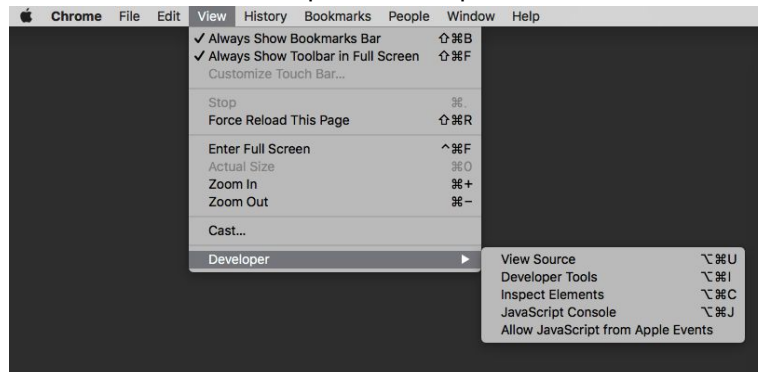 Chrome File Edit View History Bookmarks People Window Help
✓ Always Show Bookmarks Bar ⇧⌘B
✓ Always Show Toolbar in Full Screen ⇧⌘F
Customize Touch Bar...
Stop ⌘.
Force Reload This Page ⇧⌘R
Enter Full Screen ^⌘F
Actual Size ⌘0
Zoom In ⌘+
Zoom Out ⌘−
Cast...
Developer ▶
View Source ⌥⌘U
Developer Tools ⌥⌘I
Inspect Elements ⌥⌘C
JavaScript Console ⌥⌘J
Allow JavaScript from Apple Events